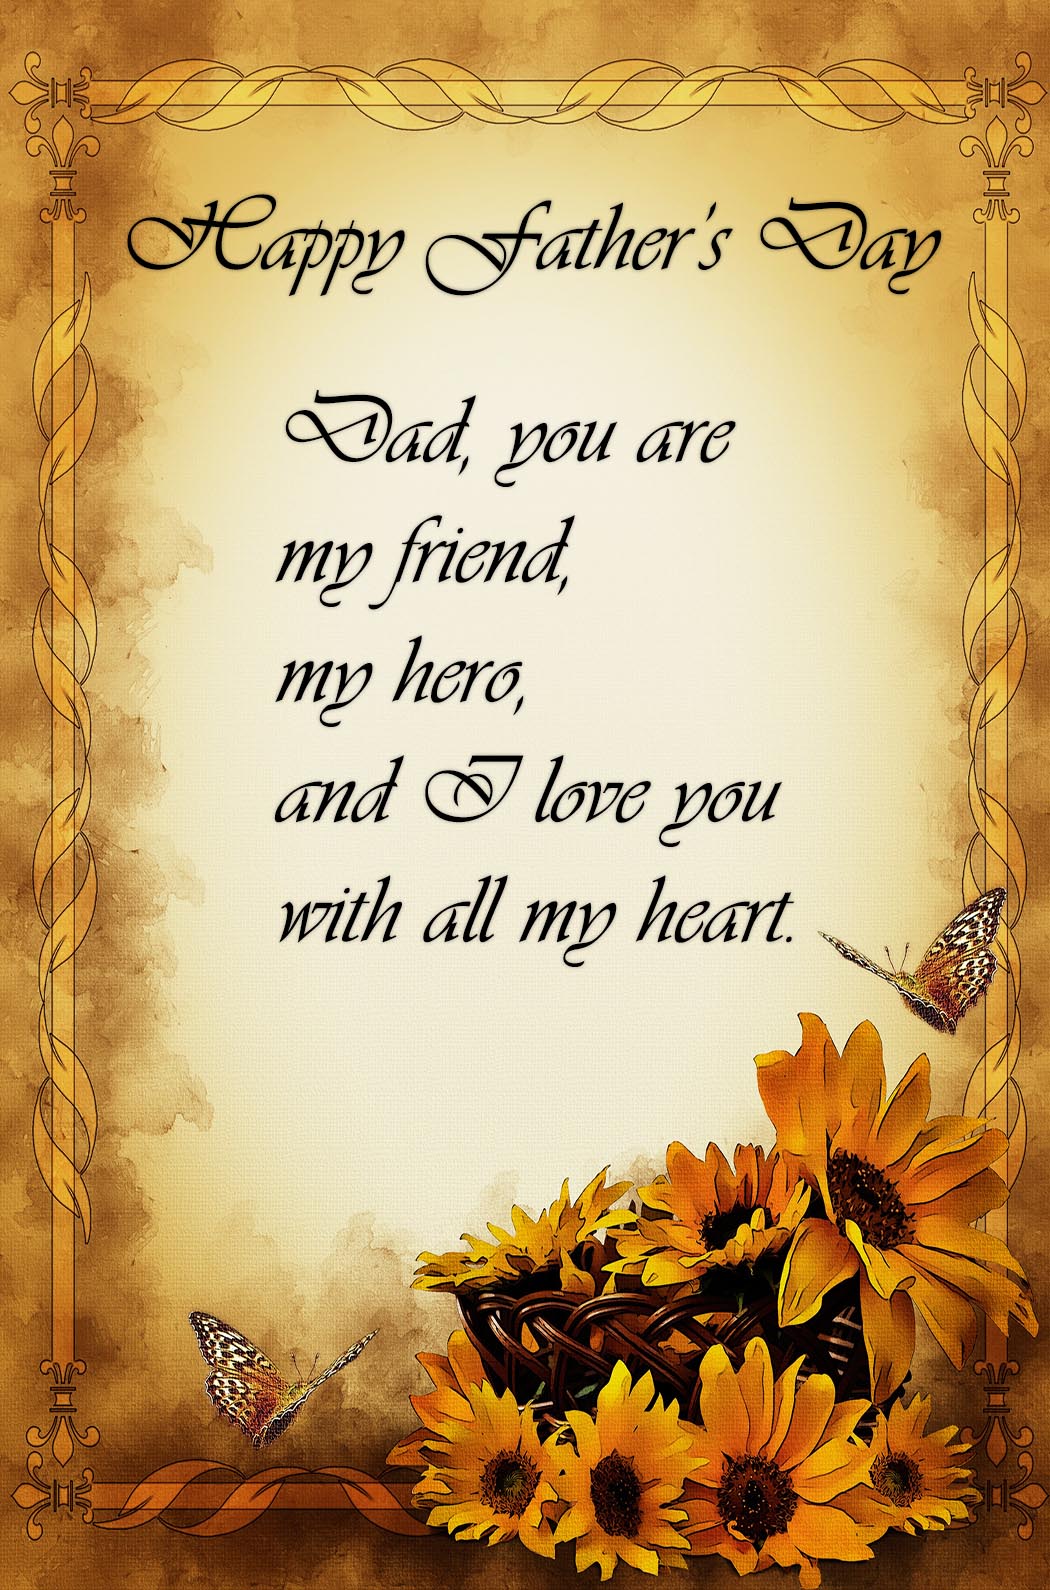 Happy Father's Day
Dad, you are
my friend,
my hero,
and I love you
with all my heart.